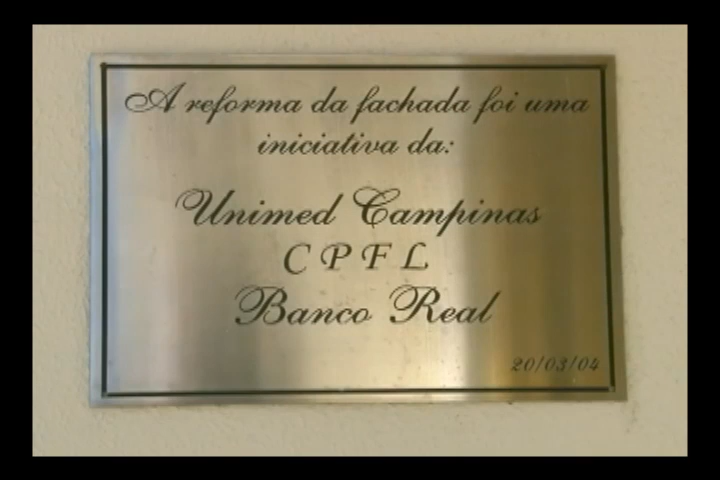 A reforma da fachada foi uma
iniciativa da:
Unimed Campinas
C P F L
Banco Real
20/03/04